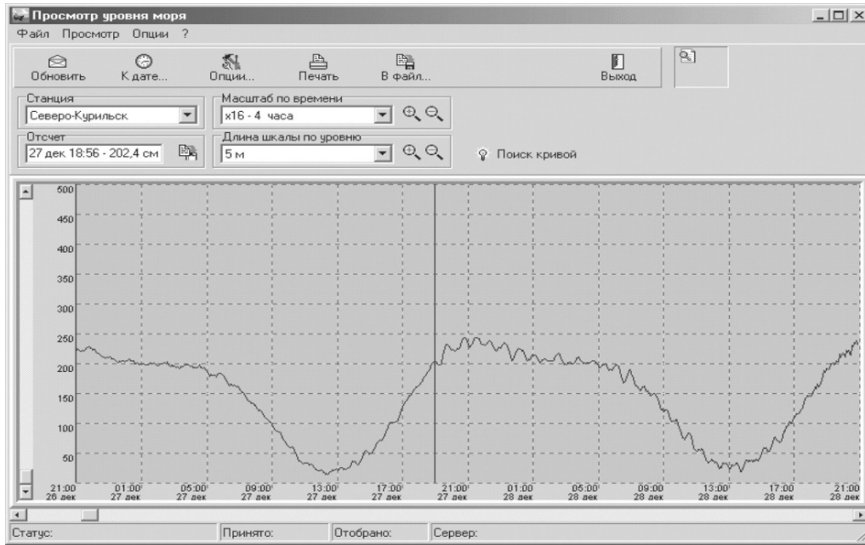 Просмотр уровня моря
Файл Просмотр Опции ?
Обновить К дате... Опции... Печать В файл... Выход
Станция Масштаб по времени
Северо-Курильск x16 - 4 часа
Отсчет Длина шкалы по уровню
27 дек 18:56 - 202,4 см 5 м Поиск кривой
500
450
400
350
300
250
200
150
100
50
21:00 01:00 05:00 09:00 13:00 17:00 21:00 01:00 05:00 09:00 13:00 17:00 21:00
26 дек 27 дек 27 дек 27 дек 27 дек 27 дек 27 дек 28 дек 28 дек 28 дек 28 дек 28 дек 28 дек
Статус: Принято: Отобрано: Сервер: